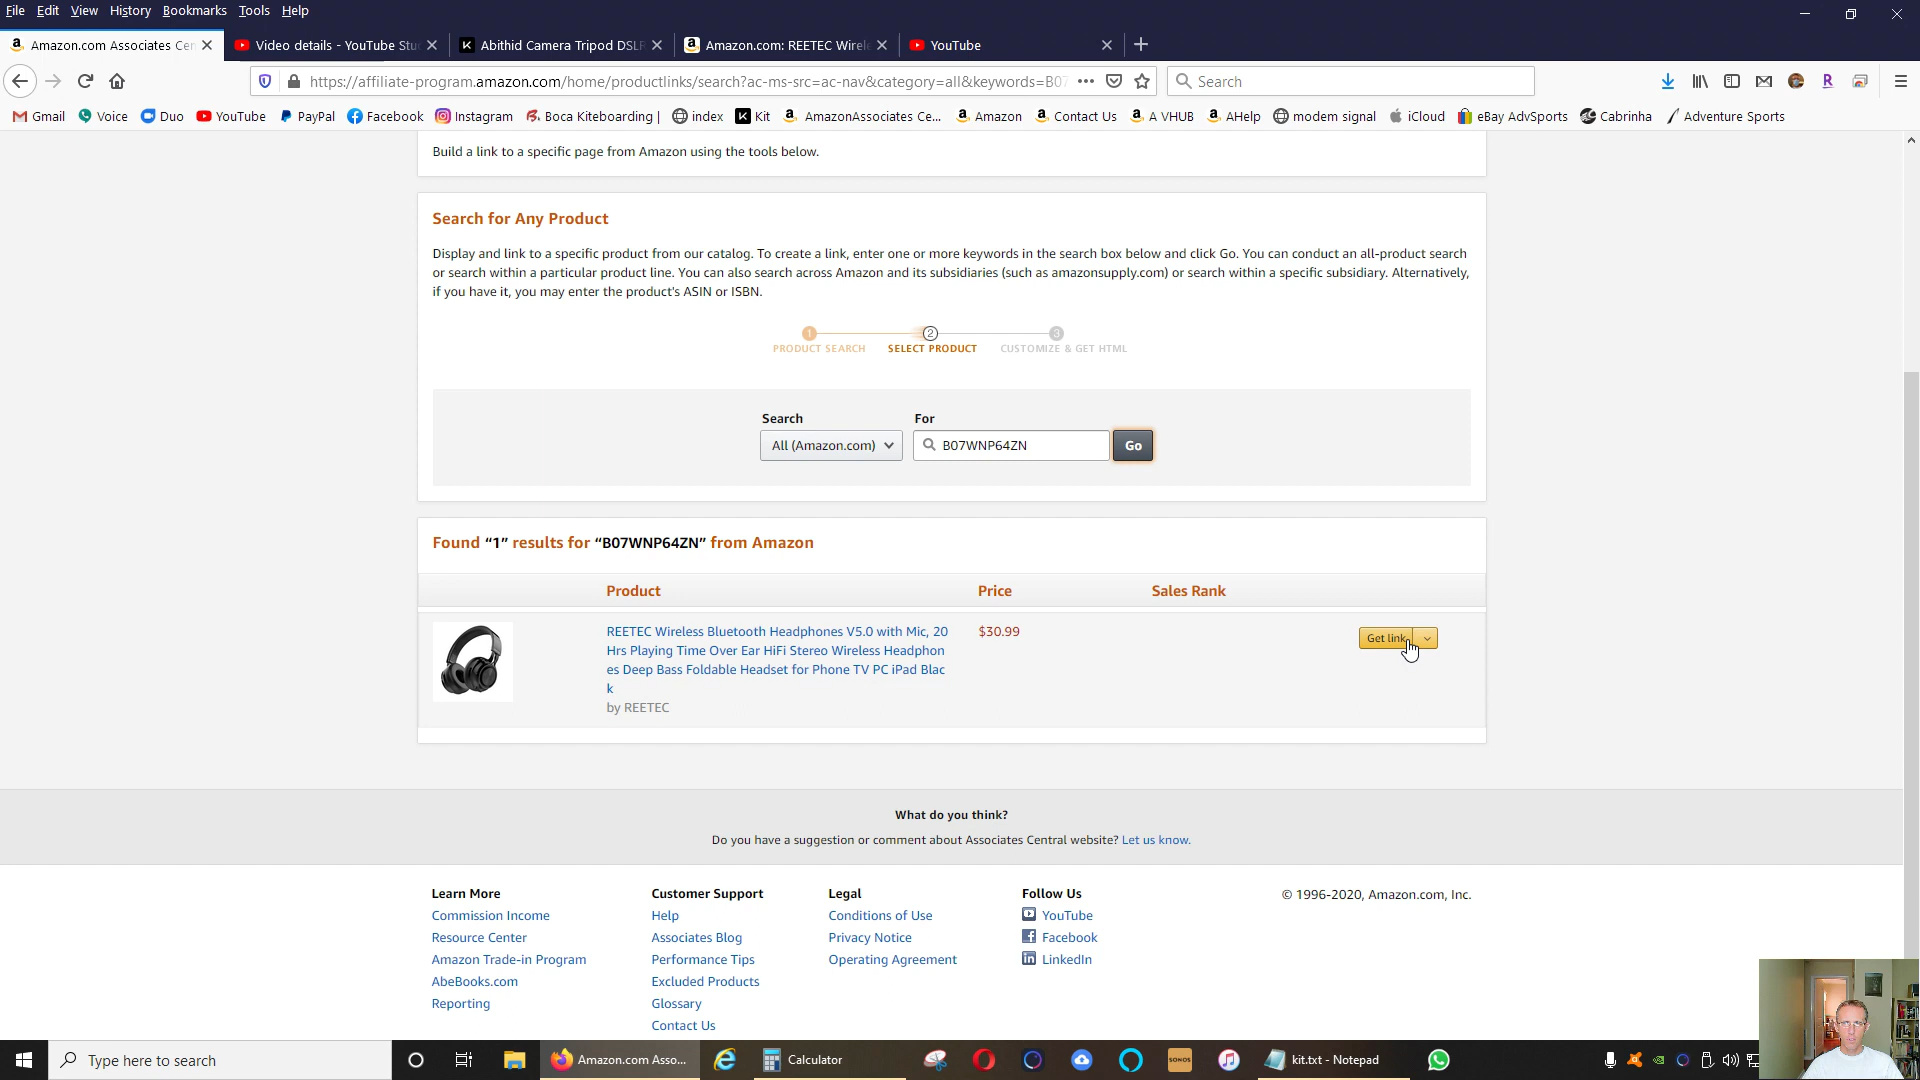 File Edit View History Bookmarks Tools Help
Amazon.com Associates Cen
Video details - YouTube Stu
Abithid Camera Tripod DSLR
Amazon.com: REETEC Wirele
YouTube
https://affiliate-program.amazon.com/home/productlinks/search?ac-ms-src=ac-nav&category=all&keywords=B07
Search
Gmail Voice Duo YouTube PayPal Facebook Instagram Boca Kiteboarding | index Kit AmazonAssociates Ce... Amazon Contact Us A VHUB AHelp modem signal iCloud eBay AdvSports Cabrinha Adventure Sports
Build a link to a specific page from Amazon using the tools below.
Search for Any Product
Display and link to a specific product from our catalog. To create a link, enter one or more keywords in the search box below and click Go. You can conduct an all-product search
or search within a particular product line. You can also search across Amazon and its subsidiaries (such as amazonsupply.com) or search within a specific subsidiary. Alternatively,
if you have it, you may enter the product's ASIN or ISBN.
1 2 3
PRODUCT SEARCH SELECT PRODUCT CUSTOMIZE & GET HTML
Search For
All (Amazon.com) B07WNP64ZN Go
Found “1” results for “B07WNP64ZN” from Amazon
Product Price Sales Rank
REETEC Wireless Bluetooth Headphones V5.0 with Mic, 20 $30.99 Get link
Hrs Playing Time Over Ear HiFi Stereo Wireless Headphon
es Deep Bass Foldable Headset for Phone TV PC iPad Blac
k
by REETEC
What do you think?
Do you have a suggestion or comment about Associates Central website? Let us know.
Learn More
Commission Income
Resource Center
Amazon Trade-in Program
AbeBooks.com
Reporting
Customer Support
Help
Associates Blog
Performance Tips
Excluded Products
Glossary
Contact Us
Legal
Conditions of Use
Privacy Notice
Operating Agreement
Follow Us
YouTube
Facebook
LinkedIn
© 1996-2020, Amazon.com, Inc.
Type here to search
Amazon.com Asso...
Calculator
SONOS
kit.txt - Notepad